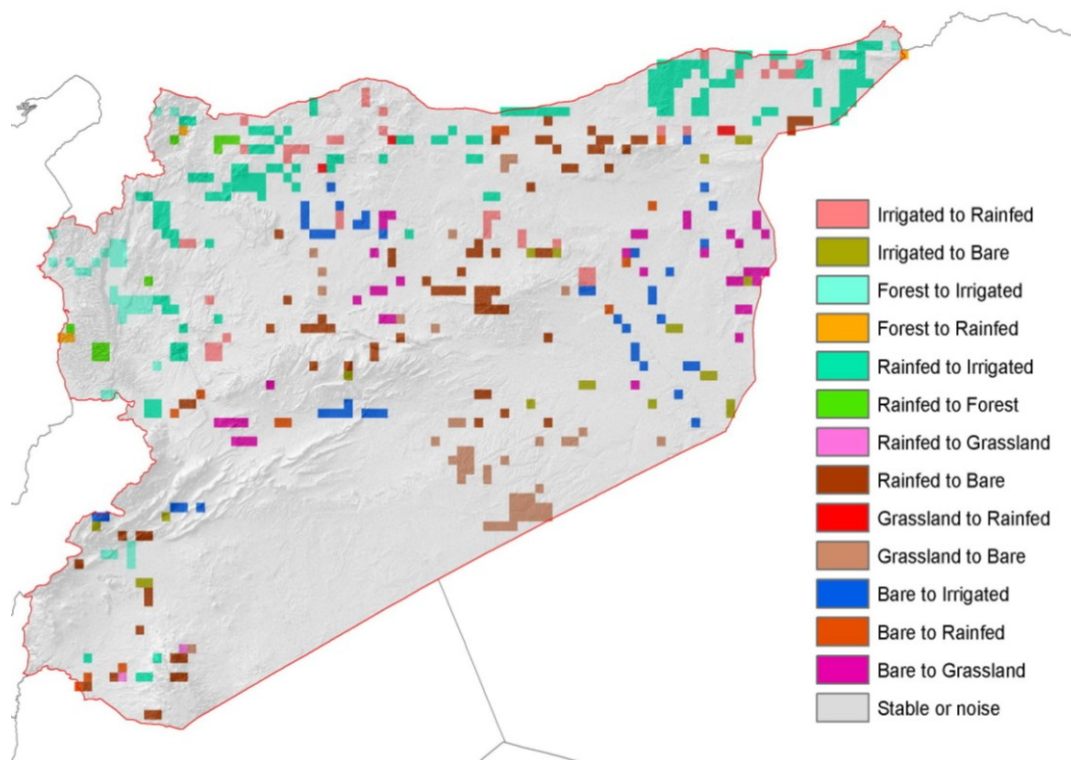 Irrigated to Rainfed
Irrigated to Bare
Forest to Irrigated
Forest to Rainfed
Rainfed to Irrigated
Rainfed to Forest
Rainfed to Grassland
Rainfed to Bare
Grassland to Rainfed
Grassland to Bare
Bare to Irrigated
Bare to Rainfed
Bare to Grassland
Stable or noise